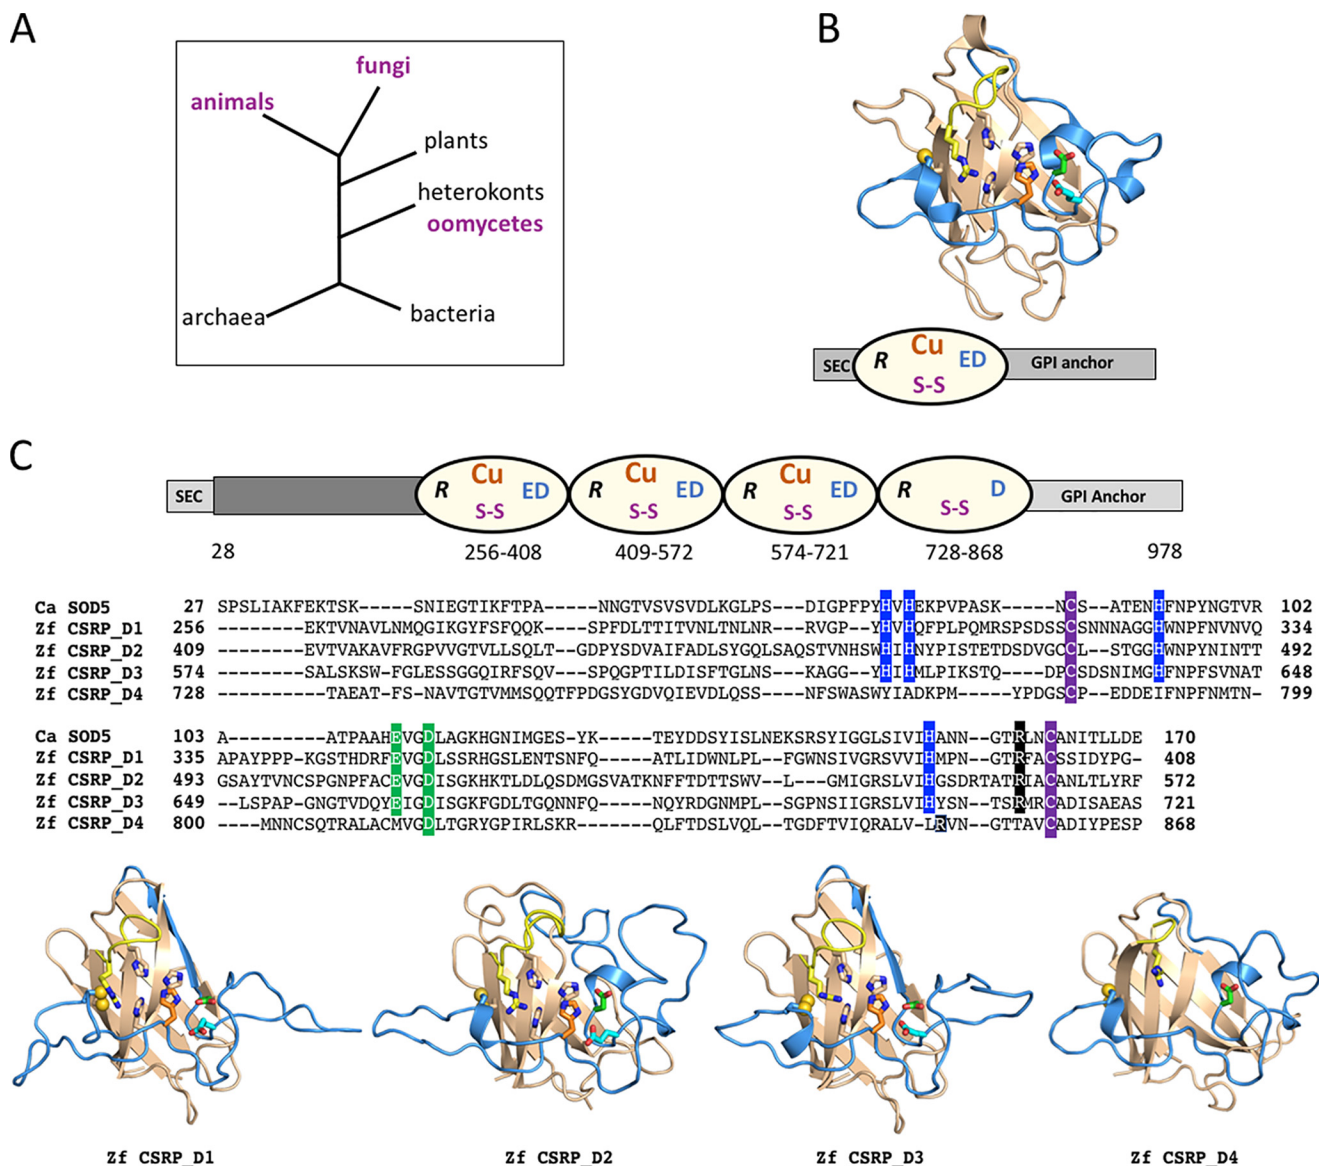 A
fungi
animals
plants
heterokonts
oomycetes
archaea
bacteria
B
SEC R Cu ED S-S GPI anchor
C
SEC R Cu ED S-S R Cu ED S-S R Cu ED S-S R D S-S GPI Anchor
28 256-408 409-572 574-721 728-868 978
Ca SOD5 27 SPSLIAKFEKTSK-----SNIEGTIKFTPA-----NNGTVSVSVDLKGLPS--DIGPFPYHVHEKPVPASK-----NCS--ATENHFNPYNGTVR 102
Zf CSRP_D1 256 --------EKTVNAVLNMQGIKGYFSFQQK-----SPFDLTTITVNLTNLNR--RVGP--YHVHQFPLPQMRSPSDSSCSNNNAGGHWNPFNVNVQ 334
Zf CSRP_D2 409 --------EVTVAKAVFRGPVVGTVLLSQLT--GDPYSDVAIFADLSYGQLSAQSTVNHSWHIHNYPISTETDSDVGCCL--STGGHWNPYNINTT 492
Zf CSRP_D3 574 --------SALSKSW-FGLESSGGQIRFSQV--SPQGPTILDISFTGLNS----KAGG--YHIHMLPIKSTQ--DPCSDSNIMGHFNPFSVNAT 648
Zf CSRP_D4 728 --------TAEAT-FS-NAVTGTVMMSQQTFPDGSYGDVQIEVDLQSS----NFSWASWYIADKPM----YPDGSCP--EDDEIFNPFNMTN- 799
Ca SOD5 103 A--------ATPAAHEVGDLAGKHGNIMGES-YK-----TEYDDSYISLNEKSRSYIGGLSIVIHANN--GTRLNCANITLLDE 170
Zf CSRP_D1 335 APAYPPP-KGSTHDRFEVGDLSSRHGSLENTSNFQ-----ATLIDWNLPL-FGWNSIVGRSVVIHMPN--GTRFACSSIDYPG- 408
Zf CSRP_D2 493 GSAYTVNCSPGNPFACEVGDLSGKHKTLDLQSDMGSVATKNFFTDTTSWV--L---GMIGRSLVIHGSDRTATRIACANLTLYRF 572
Zf CSRP_D3 649 --LSPAP-GNGTVDQYEIGDISGKFGDLTGQNNFQ------NQYRDGNMPL--SGPNSIIGRSLVIHYSN--TSRMRCADISAEAS 721
Zf CSRP_D4 800 ----MNNCSQTRALACMVGDLTGRYGPIRLSKR------QLFTDSLVQL--TGDFTVIQRALV-LRVN--GTTAVCADIYPESP 868
Zf CSRP_D1
Zf CSRP_D2
Zf CSRP_D3
Zf CSRP_D4